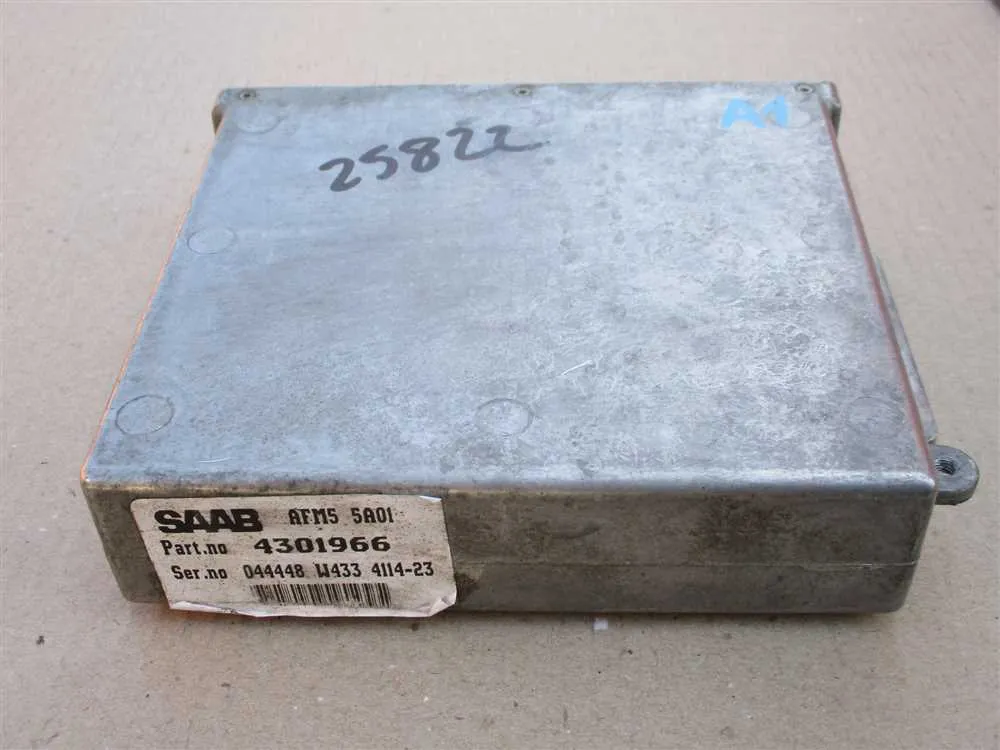 25822
A1
SAAB AFM5 5A01
Part.no 4301966
Ser.no 044448 W433 4114-23